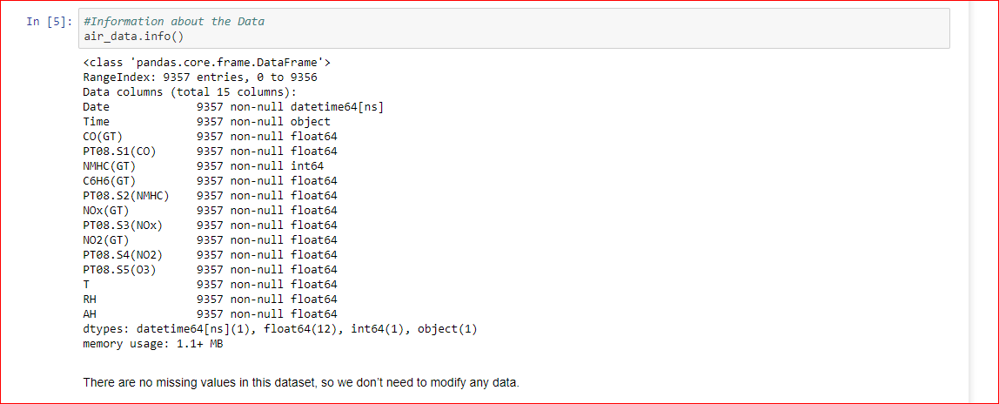 In [5]: #Information about the Data
air_data.info()
<class 'pandas.core.frame.DataFrame'>
RangeIndex: 9357 entries, 0 to 9356
Data columns (total 15 columns):
Date 9357 non-null datetime64[ns]
Time 9357 non-null object
CO(GT) 9357 non-null float64
PT08.S1(CO) 9357 non-null float64
NMHC(GT) 9357 non-null int64
C6H6(GT) 9357 non-null float64
PT08.S2(NMHC) 9357 non-null float64
NOx(GT) 9357 non-null float64
PT08.S3(NOx) 9357 non-null float64
NO2(GT) 9357 non-null float64
PT08.S4(NO2) 9357 non-null float64
PT08.S5(O3) 9357 non-null float64
T 9357 non-null float64
RH 9357 non-null float64
AH 9357 non-null float64
dtypes: datetime64[ns](1), float64(12), int64(1), object(1)
memory usage: 1.1+ MB
There are no missing values in this dataset, so we don't need to modify any data.